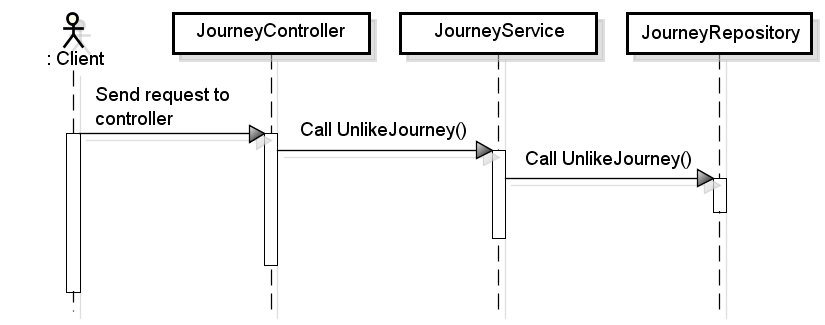 JourneyController
JourneyService
JourneyRepository
: Client
Send request to
controller
Call UnlikeJourney()
Call UnlikeJourney()